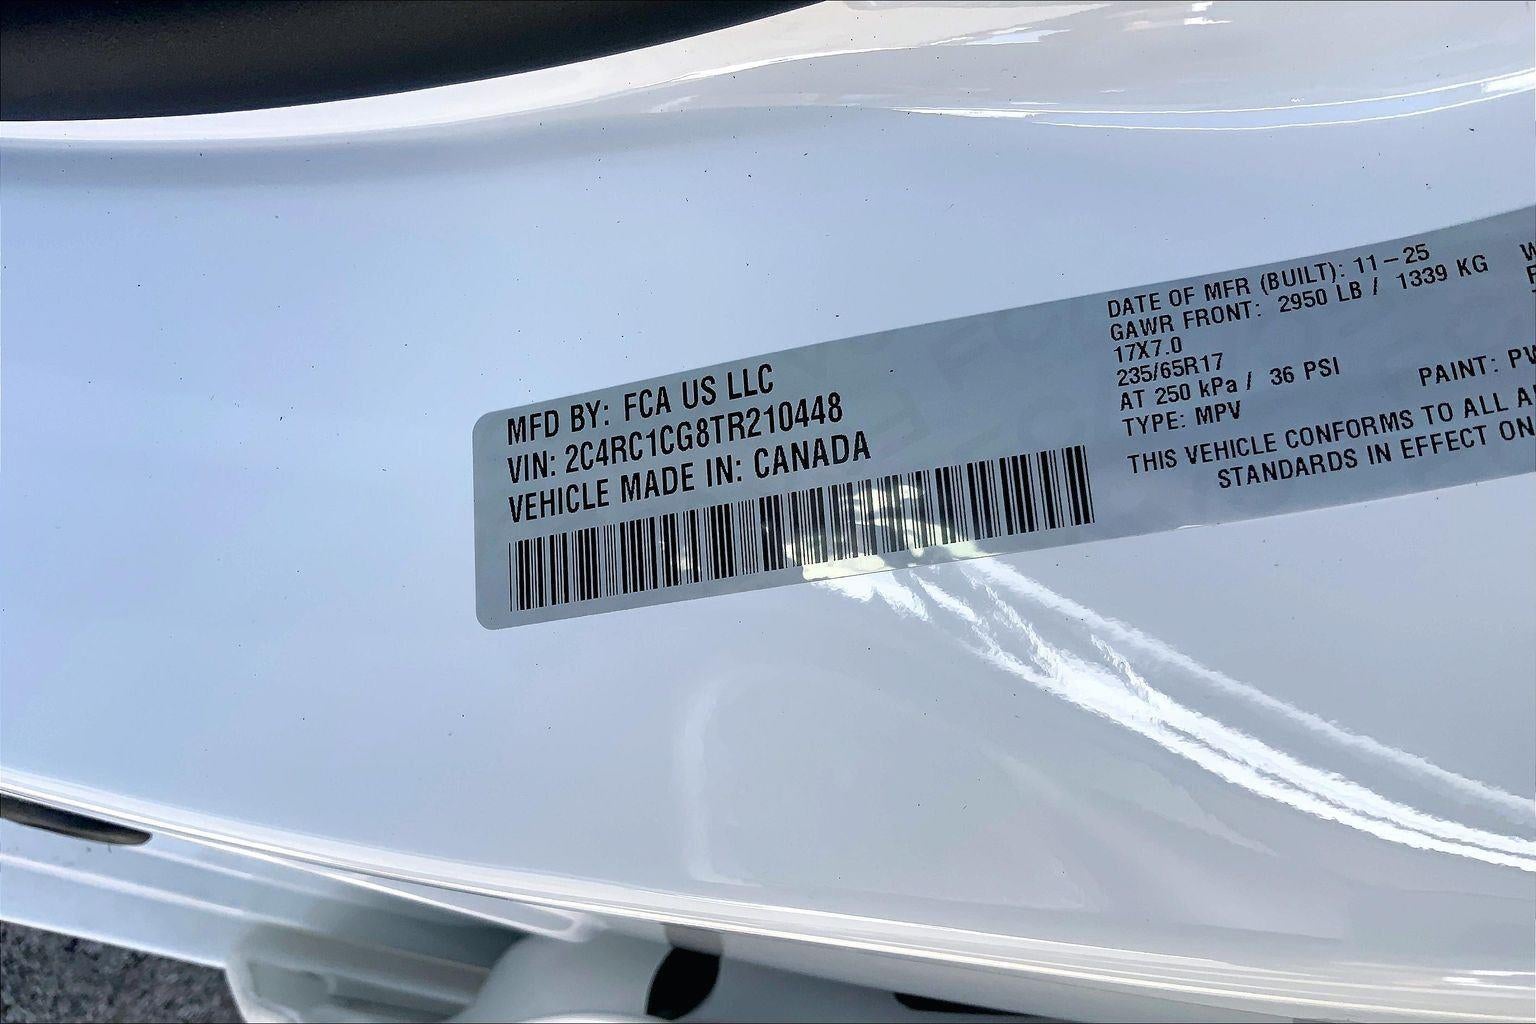 MFD BY: FCA US LLC
VIN: 2C4RC1CG8TR210448
VEHICLE MADE IN: CANADA
DATE OF MFR (BUILT): 11-25
GAWR FRONT: 2950 LB / 1339 KG
17X7.0
235/65R17
AT 250 kPa / 36 PSI
TYPE: MPV
PAINT:
THIS VEHICLE CONFORMS TO ALL
STANDARDS IN EFFECT ON